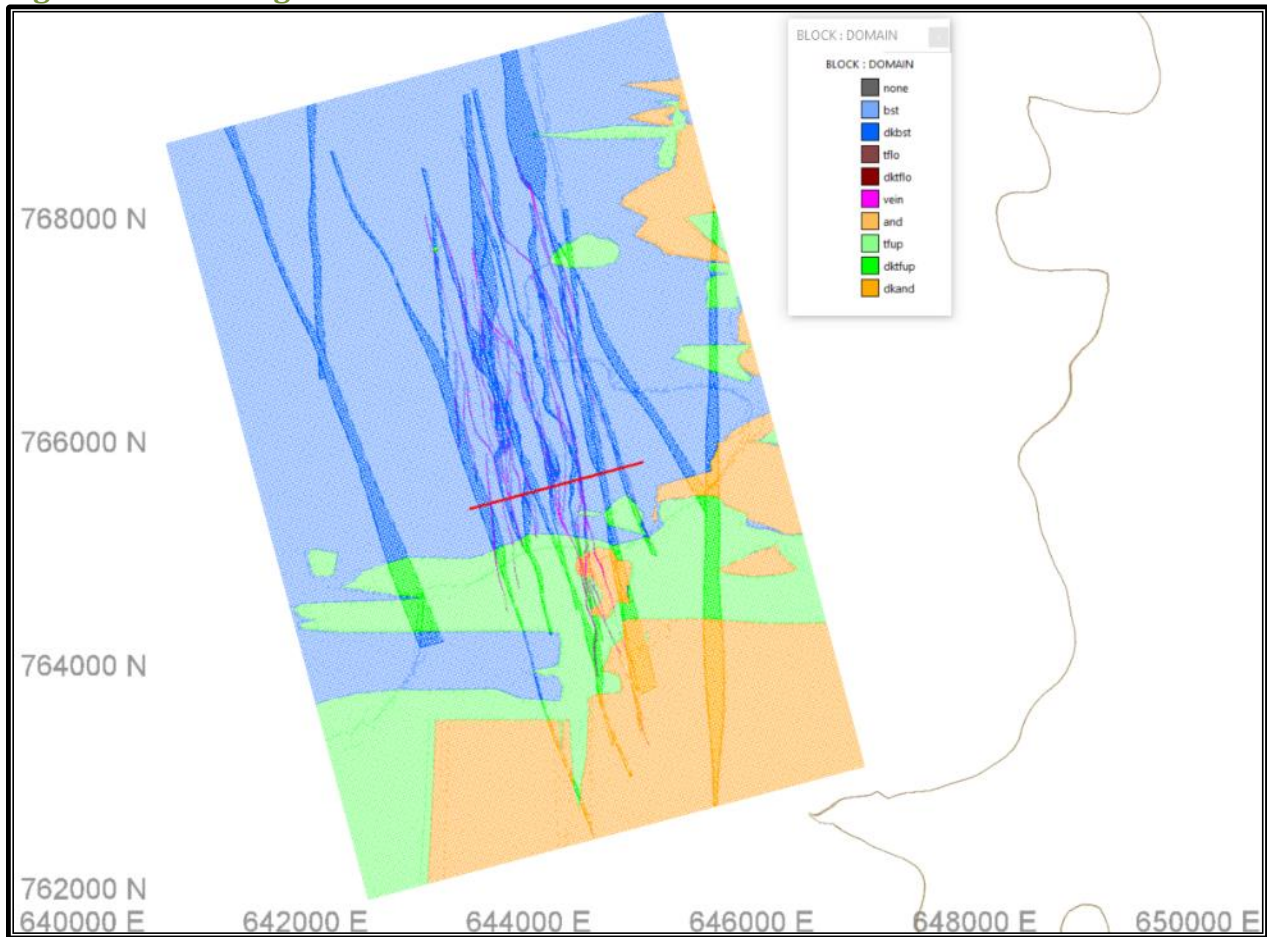 BLOCK : DOMAIN
BLOCK : DOMAIN
none
bst
dkbst
tflo
dktflo
vein
and
tfup
dktfup
dkand
768000 N
766000 N
764000 N
762000 N
640000 E 642000 E 644000 E 646000 E 648000 E 650000 E